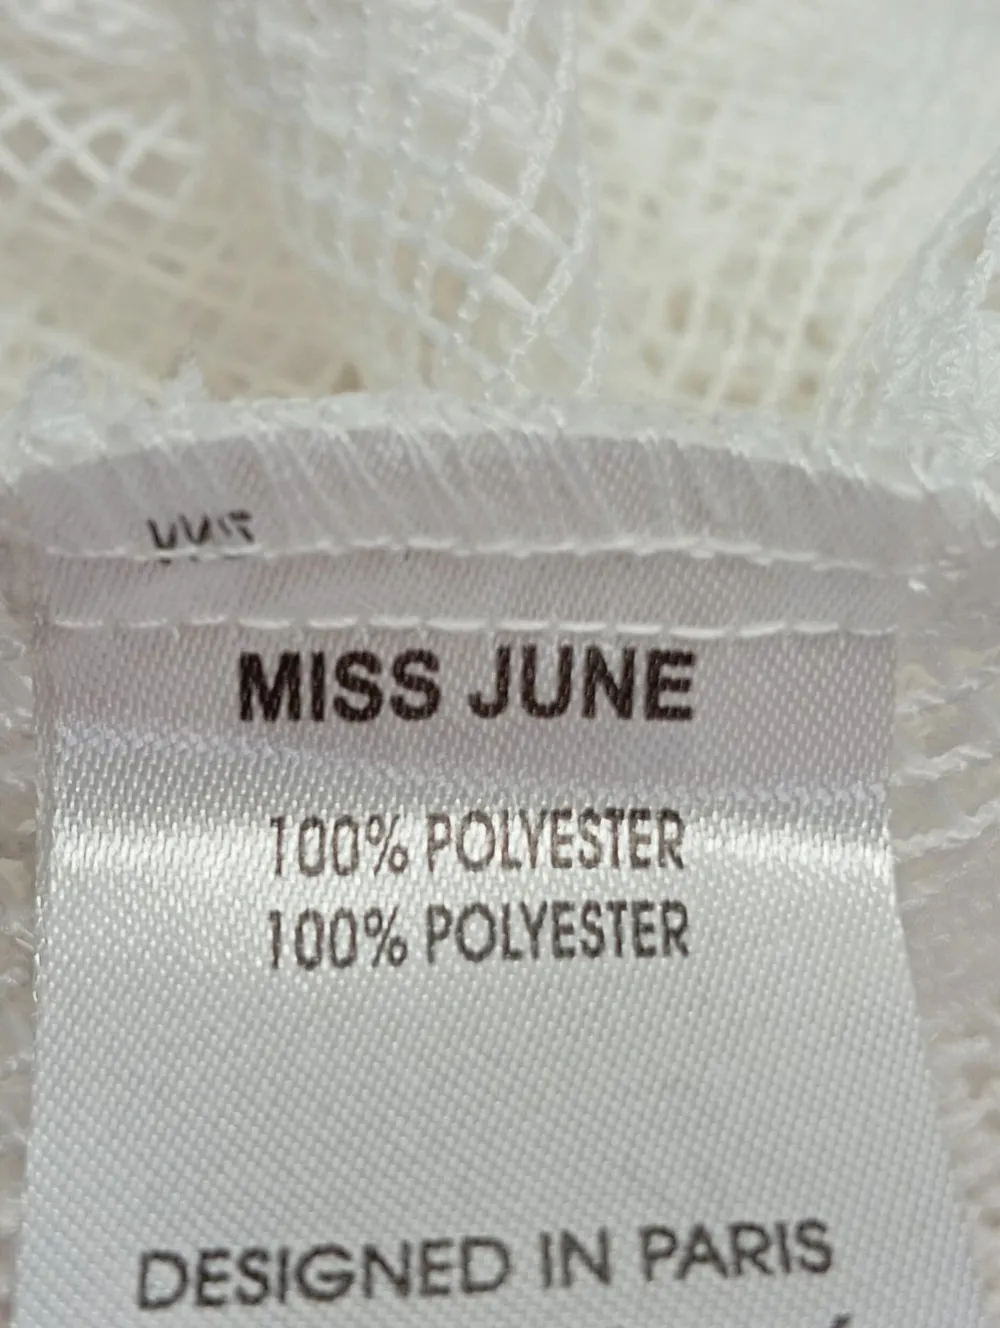 MISS JUNE
100% POLYESTER
100% POLYESTER
DESIGNED IN PARIS